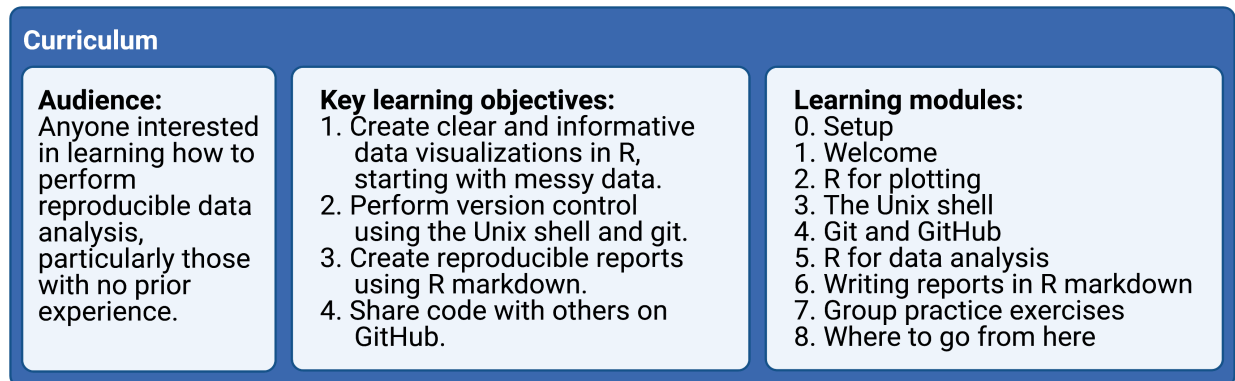 Curriculum
Audience:
Anyone interested
in learning how to
perform
reproducible data
analysis,
particularly those
with no prior
experience.
Key learning objectives:
1. Create clear and informative
data visualizations in R,
starting with messy data.
2. Perform version control
using the Unix shell and git.
3. Create reproducible reports
using R markdown.
4. Share code with others on
GitHub.
Learning modules:
0. Setup
1. Welcome
2. R for plotting
3. The Unix shell
4. Git and GitHub
5. R for data analysis
6. Writing reports in R markdown
7. Group practice exercises
8. Where to go from here